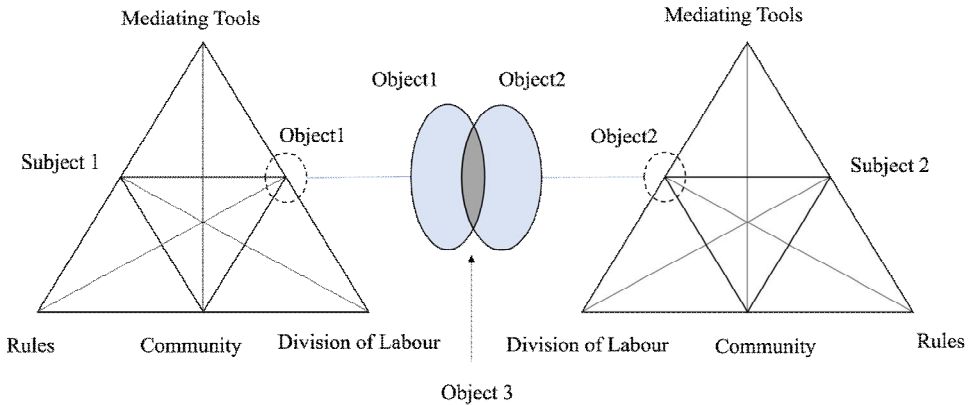 Mediating Tools
Mediating Tools
Object1
Object2
Object1
Object2
Subject 1
Subject 2
Rules
Community
Division of Labour
Division of Labour
Community
Rules
Object 3